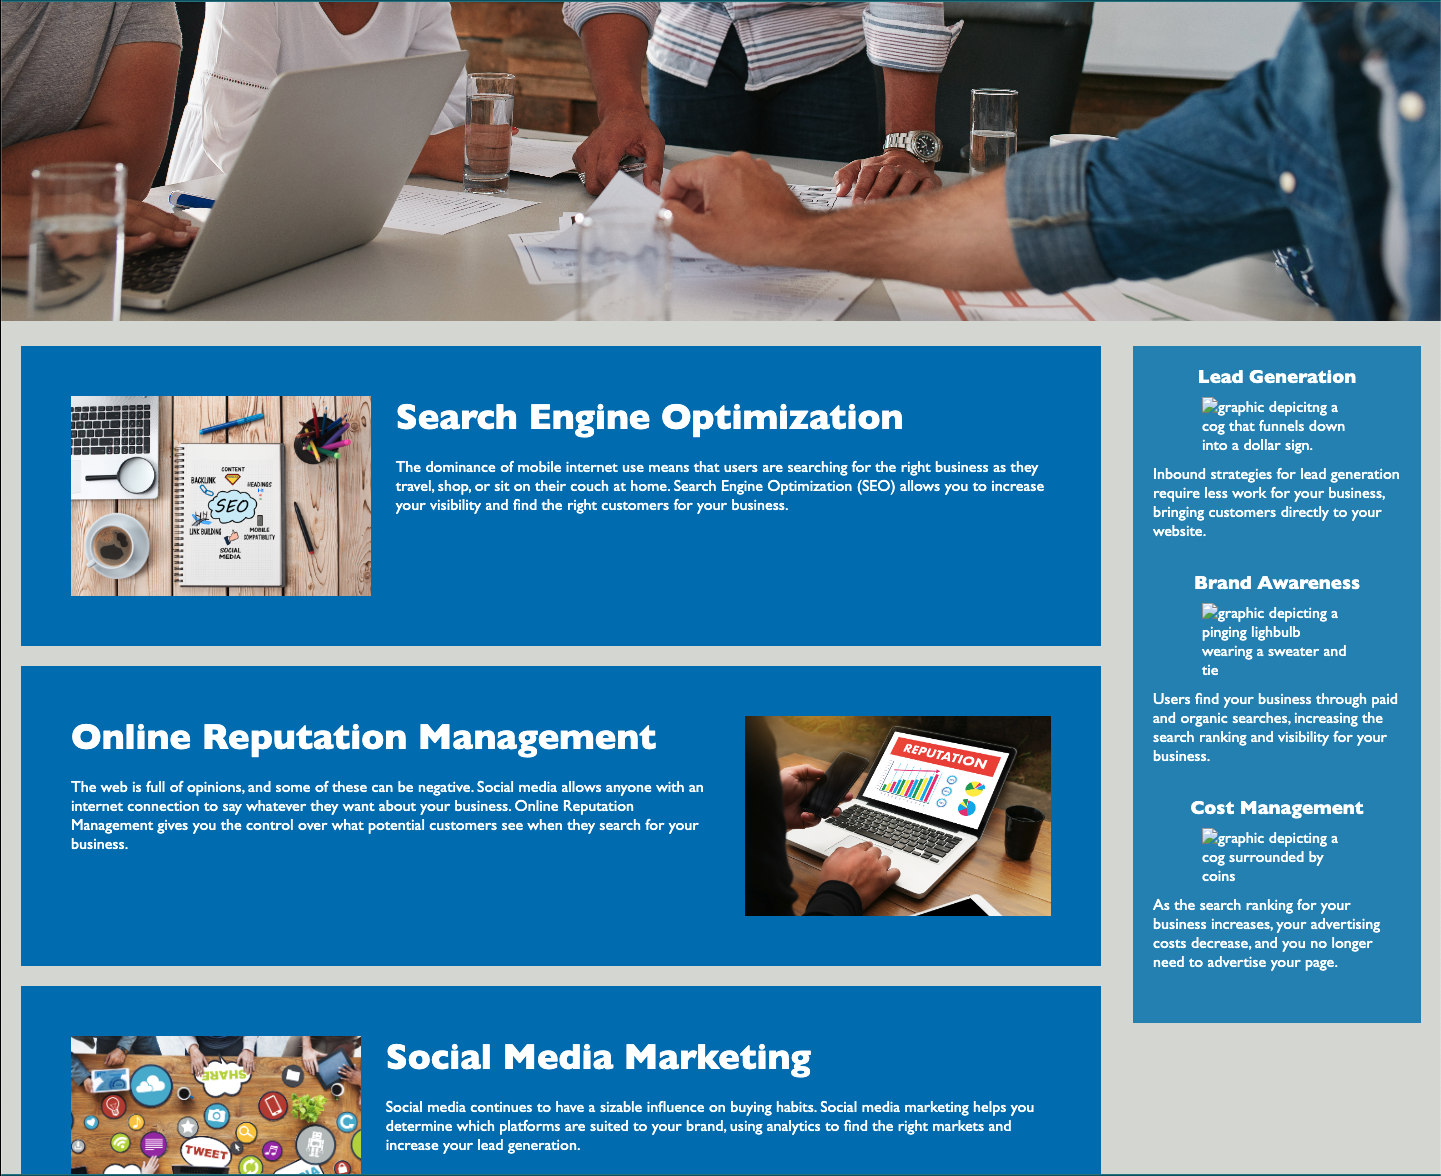 Search Engine Optimization
The dominance of mobile internet use means that users are searching for the right business as they
travel, shop, or sit on their couch at home. Search Engine Optimization (SEO) allows you to increase
your visibility and find the right customers for your business.
CONTENT
BACKLINK
HEADINGS
SEO
LINK BUILDING
MOBILE
COMPATIBILITY
SOCIAL
MEDIA
Online Reputation Management
The web is full of opinions, and some of these can be negative. Social media allows anyone with an
internet connection to say whatever they want about your business. Online Reputation
Management gives you the control over what potential customers see when they search for your
business.
REPUTATION
Social Media Marketing
Social media continues to have a sizable influence on buying habits. Social media marketing helps you
determine which platforms are suited to your brand, using analytics to find the right markets and
increase your lead generation.
SHARE
TWEET
Lead Generation
graphic depicitng a
cog that funnels down
into a dollar sign.
Inbound strategies for lead generation
require less work for your business,
bringing customers directly to your
website.
Brand Awareness
graphic depicting a
pinging lighbulb
wearing a sweater and
tie
Users find your business through paid
and organic searches, increasing the
search ranking and visibility for your
business.
Cost Management
graphic depicting a
cog surrounded by
coins
As the search ranking for your
business increases, your advertising
costs decrease, and you no longer
need to advertise your page.